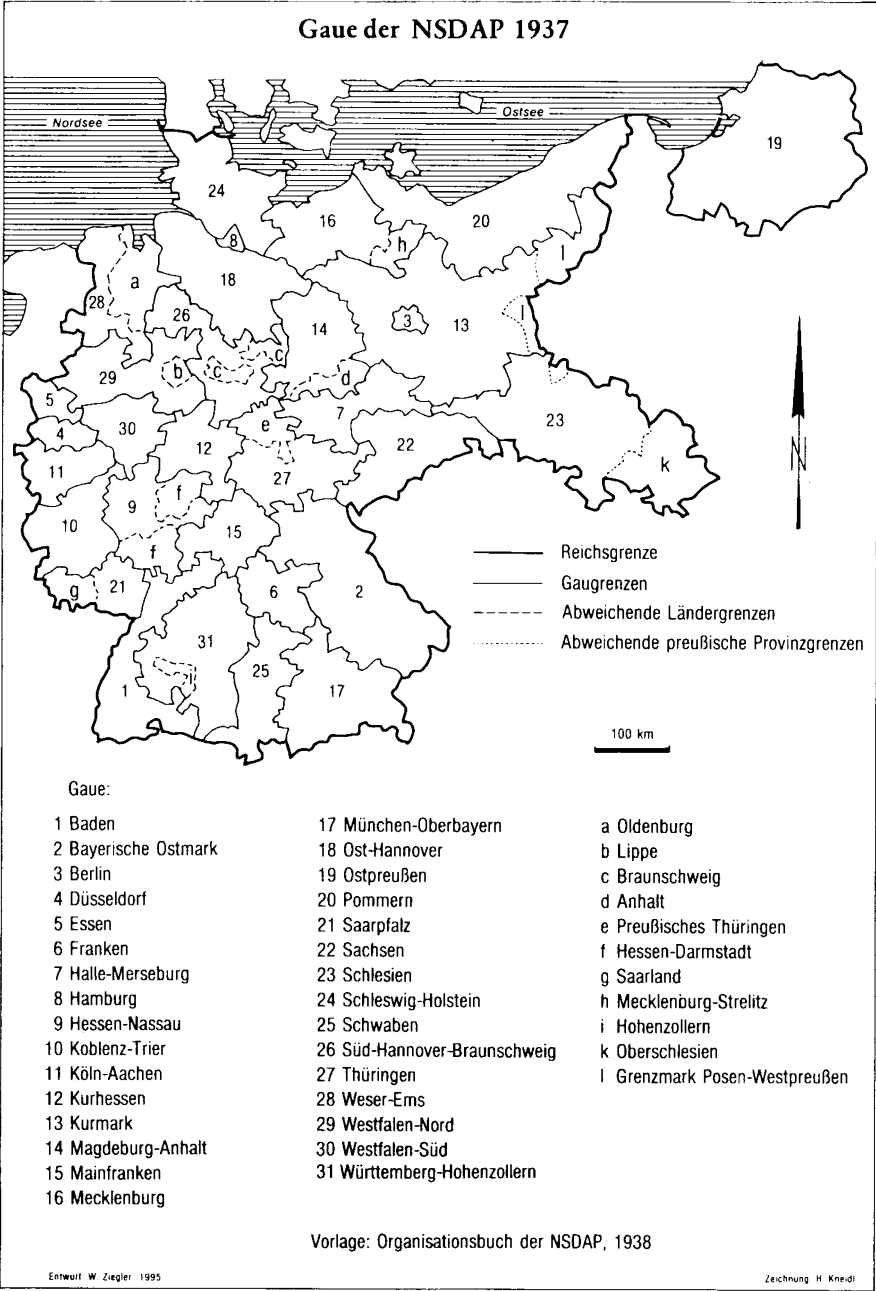 Gaue der NSDAP 1937
Nordsee
Ostsee
19
24
16
20
8
h
l
a
18
28
26
3
13
l
14
c
29
b
c
d
5
23
4
30
e
7
12
22
11
27
k
N
9
f
10
15
f
g
21
6
2
31
25
i
1
17
Reichsgrenze
Gaugrenzen
Abweichende Ländergrenzen
Abweichende preußische Provinzgrenzen
100 km
Gaue:
1 Baden
2 Bayerische Ostmark
3 Berlin
4 Düsseldorf
5 Essen
6 Franken
7 Halle-Merseburg
8 Hamburg
9 Hessen-Nassau
10 Koblenz-Trier
11 Köln-Aachen
12 Kurhessen
13 Kurmark
14 Magdeburg-Anhalt
15 Mainfranken
16 Mecklenburg
17 München-Oberbayern
18 Ost-Hannover
19 Ostpreußen
20 Pommern
21 Saarpfalz
22 Sachsen
23 Schlesien
24 Schleswig-Holstein
25 Schwaben
26 Süd-Hannover-Braunschweig
27 Thüringen
28 Weser-Ems
29 Westfalen-Nord
30 Westfalen-Süd
31 Württemberg-Hohenzollern
a Oldenburg
b Lippe
c Braunschweig
d Anhalt
e Preußisches Thüringen
f Hessen-Darmstadt
g Saarland
h Mecklenburg-Strelitz
i Hohenzollern
k Oberschlesien
l Grenzmark Posen-Westpreußen
Vorlage: Organisationsbuch der NSDAP, 1938
Entwurf W. Ziegler 1995
Zeichnung H. Kneidl